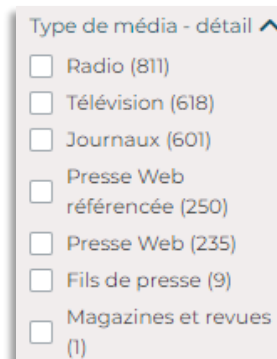 Type de média - détail
Radio (811)
Télévision (618)
Journaux (601)
Presse Web
référencée (250)
Presse Web (235)
Fils de presse (9)
Magazines et revues
(1)